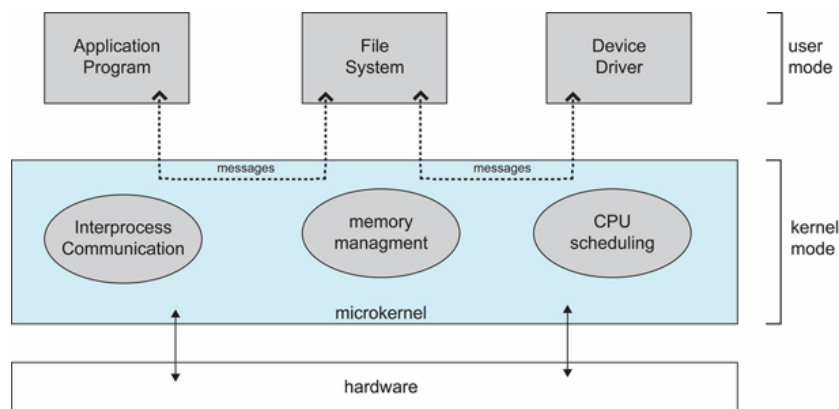 Application
Program
File
System
Device
Driver
user
mode
messages
messages
Interprocess
Communication
memory
managment
CPU
scheduling
kernel
mode
microkernel
hardware